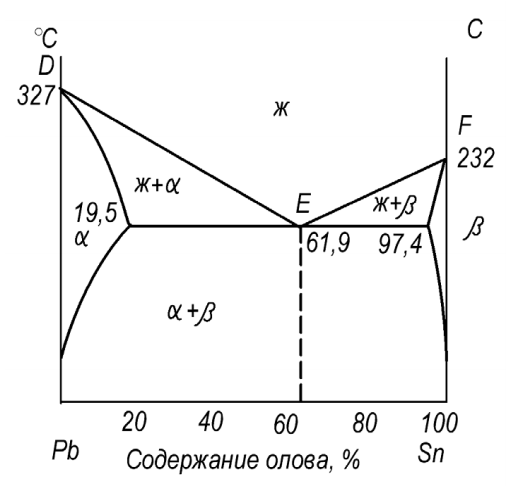 °C
C
D
327
ж
F
232
ж+α
E
ж+β
19,5
α
61,9
97,4
β
α+β
20 40 60 80 100
Pb
Содержание олова, %
Sn